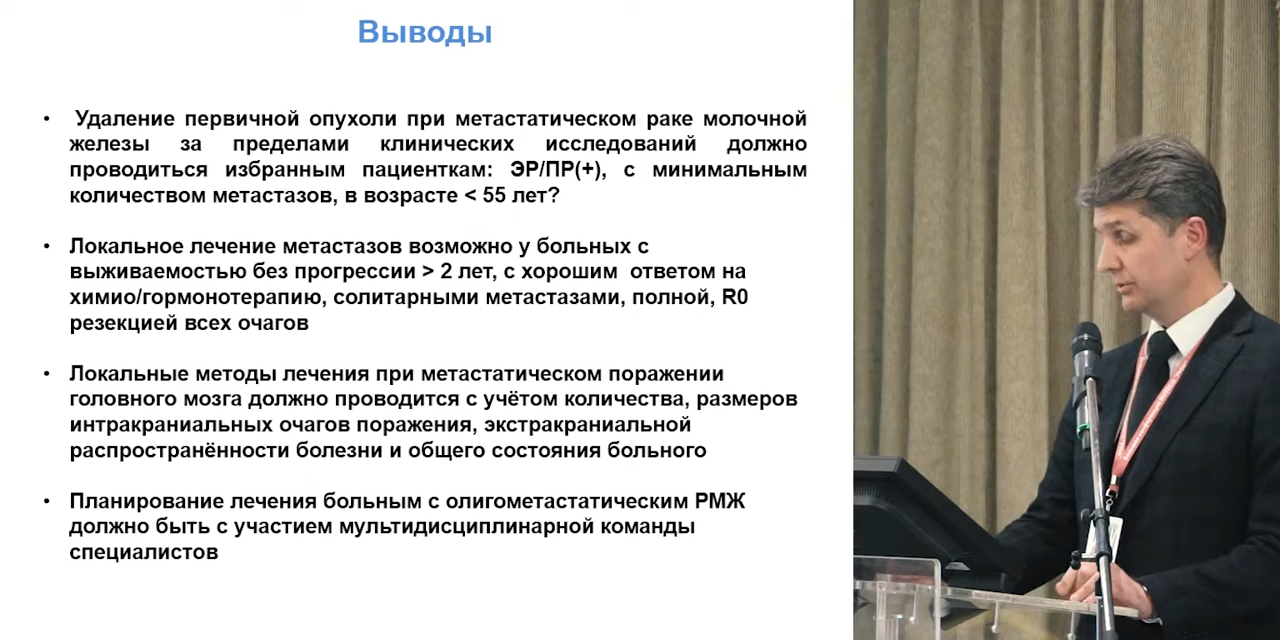 Выводы
• Удаление первичной опухоли при метастатическом раке молочной
железы за пределами клинических исследований должно
проводиться избранным пациенткам: ЭР/ПР(+), с минимальным
количеством метастазов, в возрасте < 55 лет?
• Локальное лечение метастазов возможно у больных с
выживаемостью без прогрессии > 2 лет, с хорошим ответом на
химио/гормонотерапию, солитарными метастазами, полной, R0
резекцией всех очагов
• Локальные методы лечения при метастатическом поражении
головного мозга должно проводится с учётом количества, размеров
интракраниальных очагов поражения, экстракраниальной
распространённости болезни и общего состояния больного
• Планирование лечения больным с олигометастатическим РМЖ
должно быть с участием мультидисциплинарной команды
специалистов